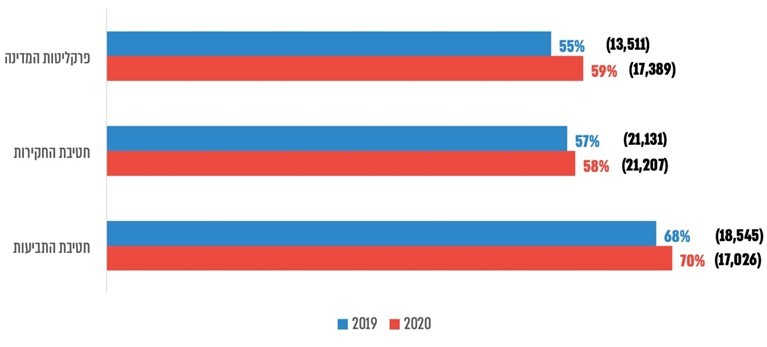 פרקליטות המדינה
55% (13,511)
59% (17,389)
חטיבת החקירות
57% (21,131)
58% (21,207)
חטיבת התביעות
68% (18,545)
70% (17,026)
2019 2020